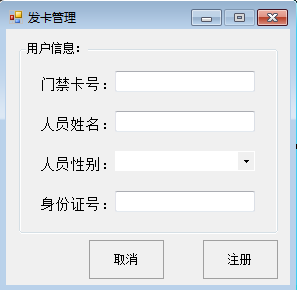 发卡管理
用户信息：
门禁卡号：
人员姓名：
人员性别：
身份证号：
取消 注册